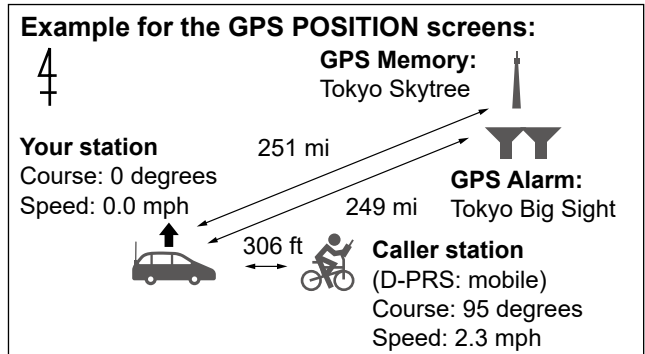 Example for the GPS POSITION screens:
GPS Memory:
Tokyo Skytree
Your station
Course: 0 degrees
Speed: 0.0 mph
251 mi
GPS Alarm:
Tokyo Big Sight
249 mi
306 ft
Caller station
(D-PRS: mobile)
Course: 95 degrees
Speed: 2.3 mph